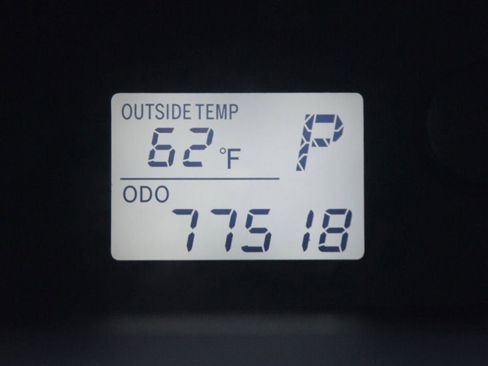 OUTSIDE TEMP
62 °F P
ODO
77518